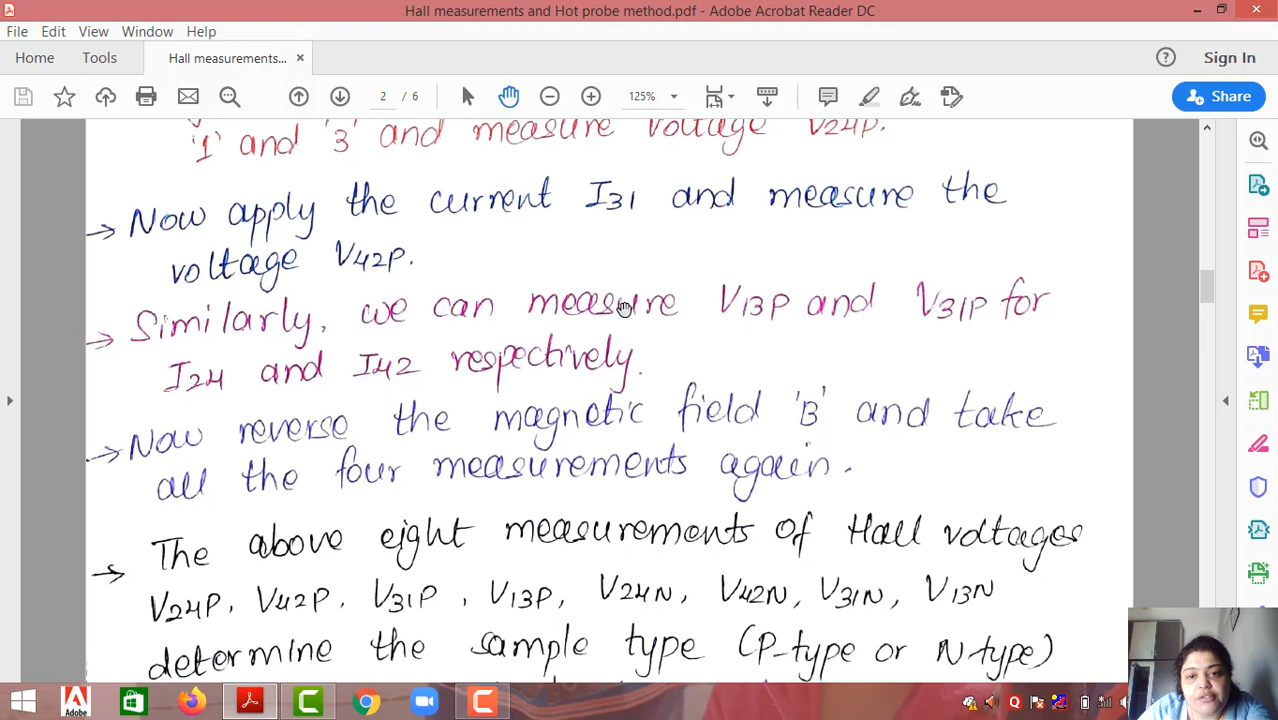 Hall measurements and Hot probe method.pdf - Adobe Acrobat Reader DC
File Edit View Window Help
Home Tools Hall measurements... × Sign In
2 / 6 125% Share
'1' and '3' and measure voltage V24P.
→ Now apply the current I31 and measure the
voltage V42P.
→ Similarly, we can measure V13P and V31P for
I24 and I42 respectively.
→ Now reverse the magnetic field 'B' and take
all the four measurements again.
→ The above eight measurements of Hall voltages
V24P, V42P, V31P, V13P, V24N, V42N, V31N, V13N
determine the sample type (P-type or N-type)
Adobe